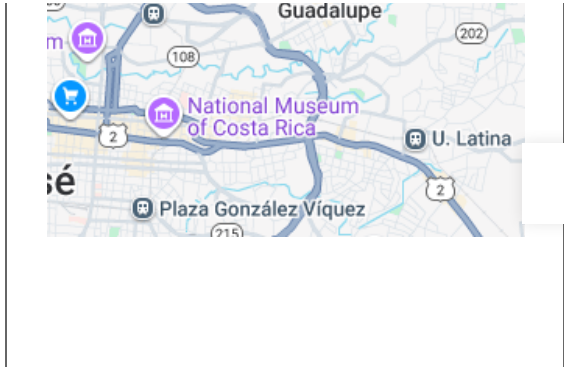 Guadalupe
202
m
108
National Museum
of Costa Rica
2
U. Latina
sé
2
Plaza González Víquez
215